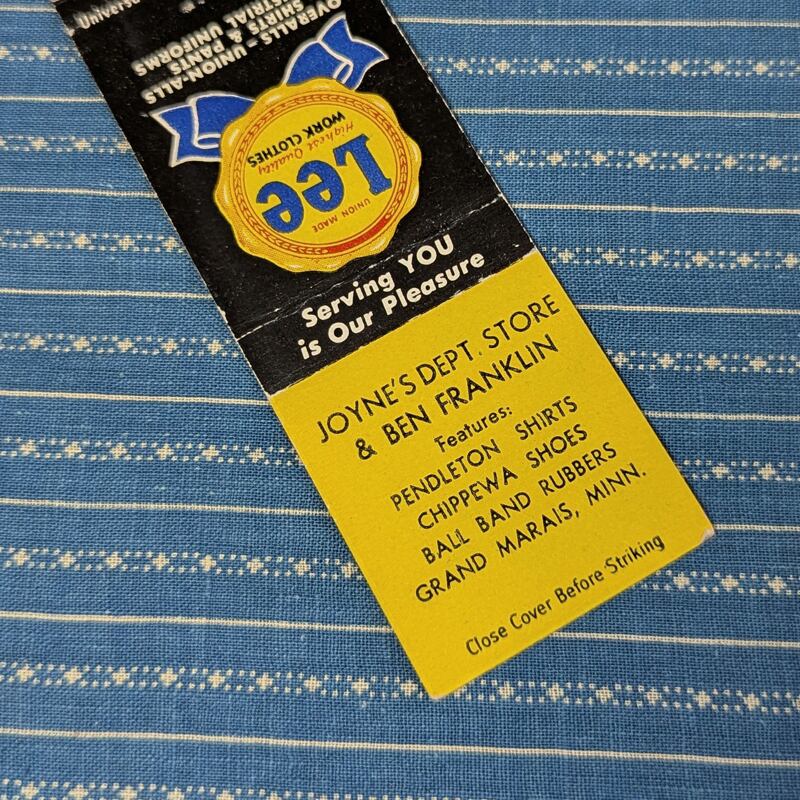 Univers
OVERALLS – UNION-ALLS
SHIRTS & PANTS
UNIFORMS
UNION MADE
Lee
Highest Quality
WORK CLOTHES
Serving YOU
is Our Pleasure
JOYNE'S DEPT. STORE
& BEN FRANKLIN
Features:
PENDLETON SHIRTS
CHIPPEWA SHOES
BALL BAND RUBBERS
GRAND MARAIS, MINN.
Close Cover Before Striking